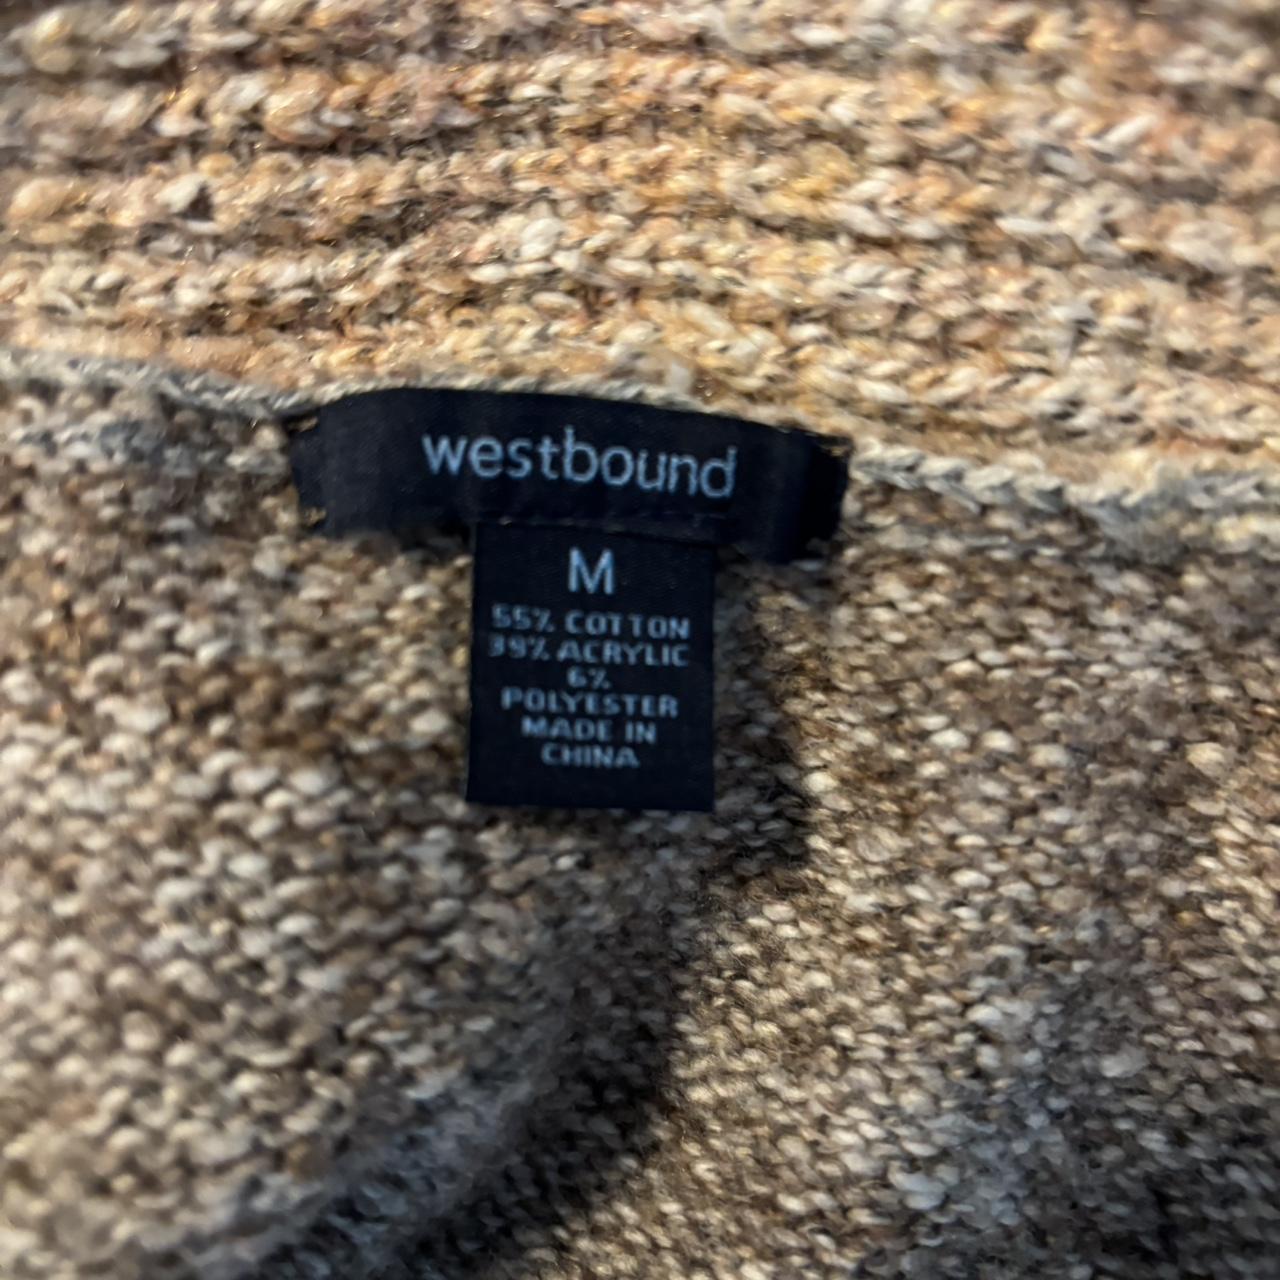 westbound
M
55% COTTON
39% ACRYLIC
6%
POLYESTER
MADE IN
CHINA